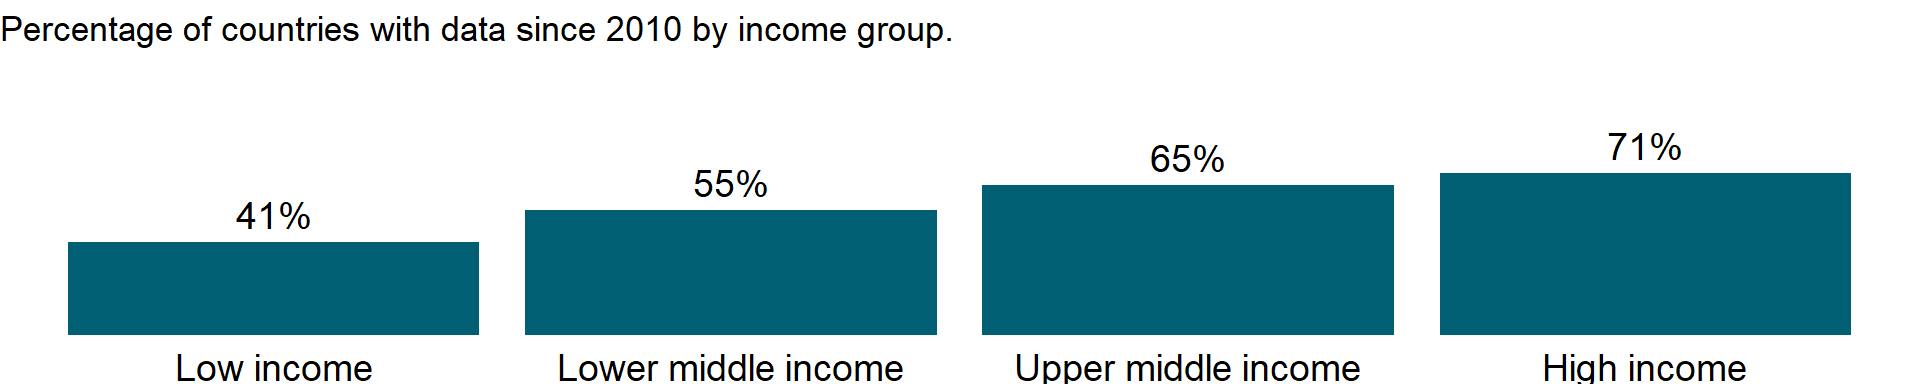 Percentage of countries with data since 2010 by income group.
41%
55%
65%
71%
Low income
Lower middle income
Upper middle income
High income